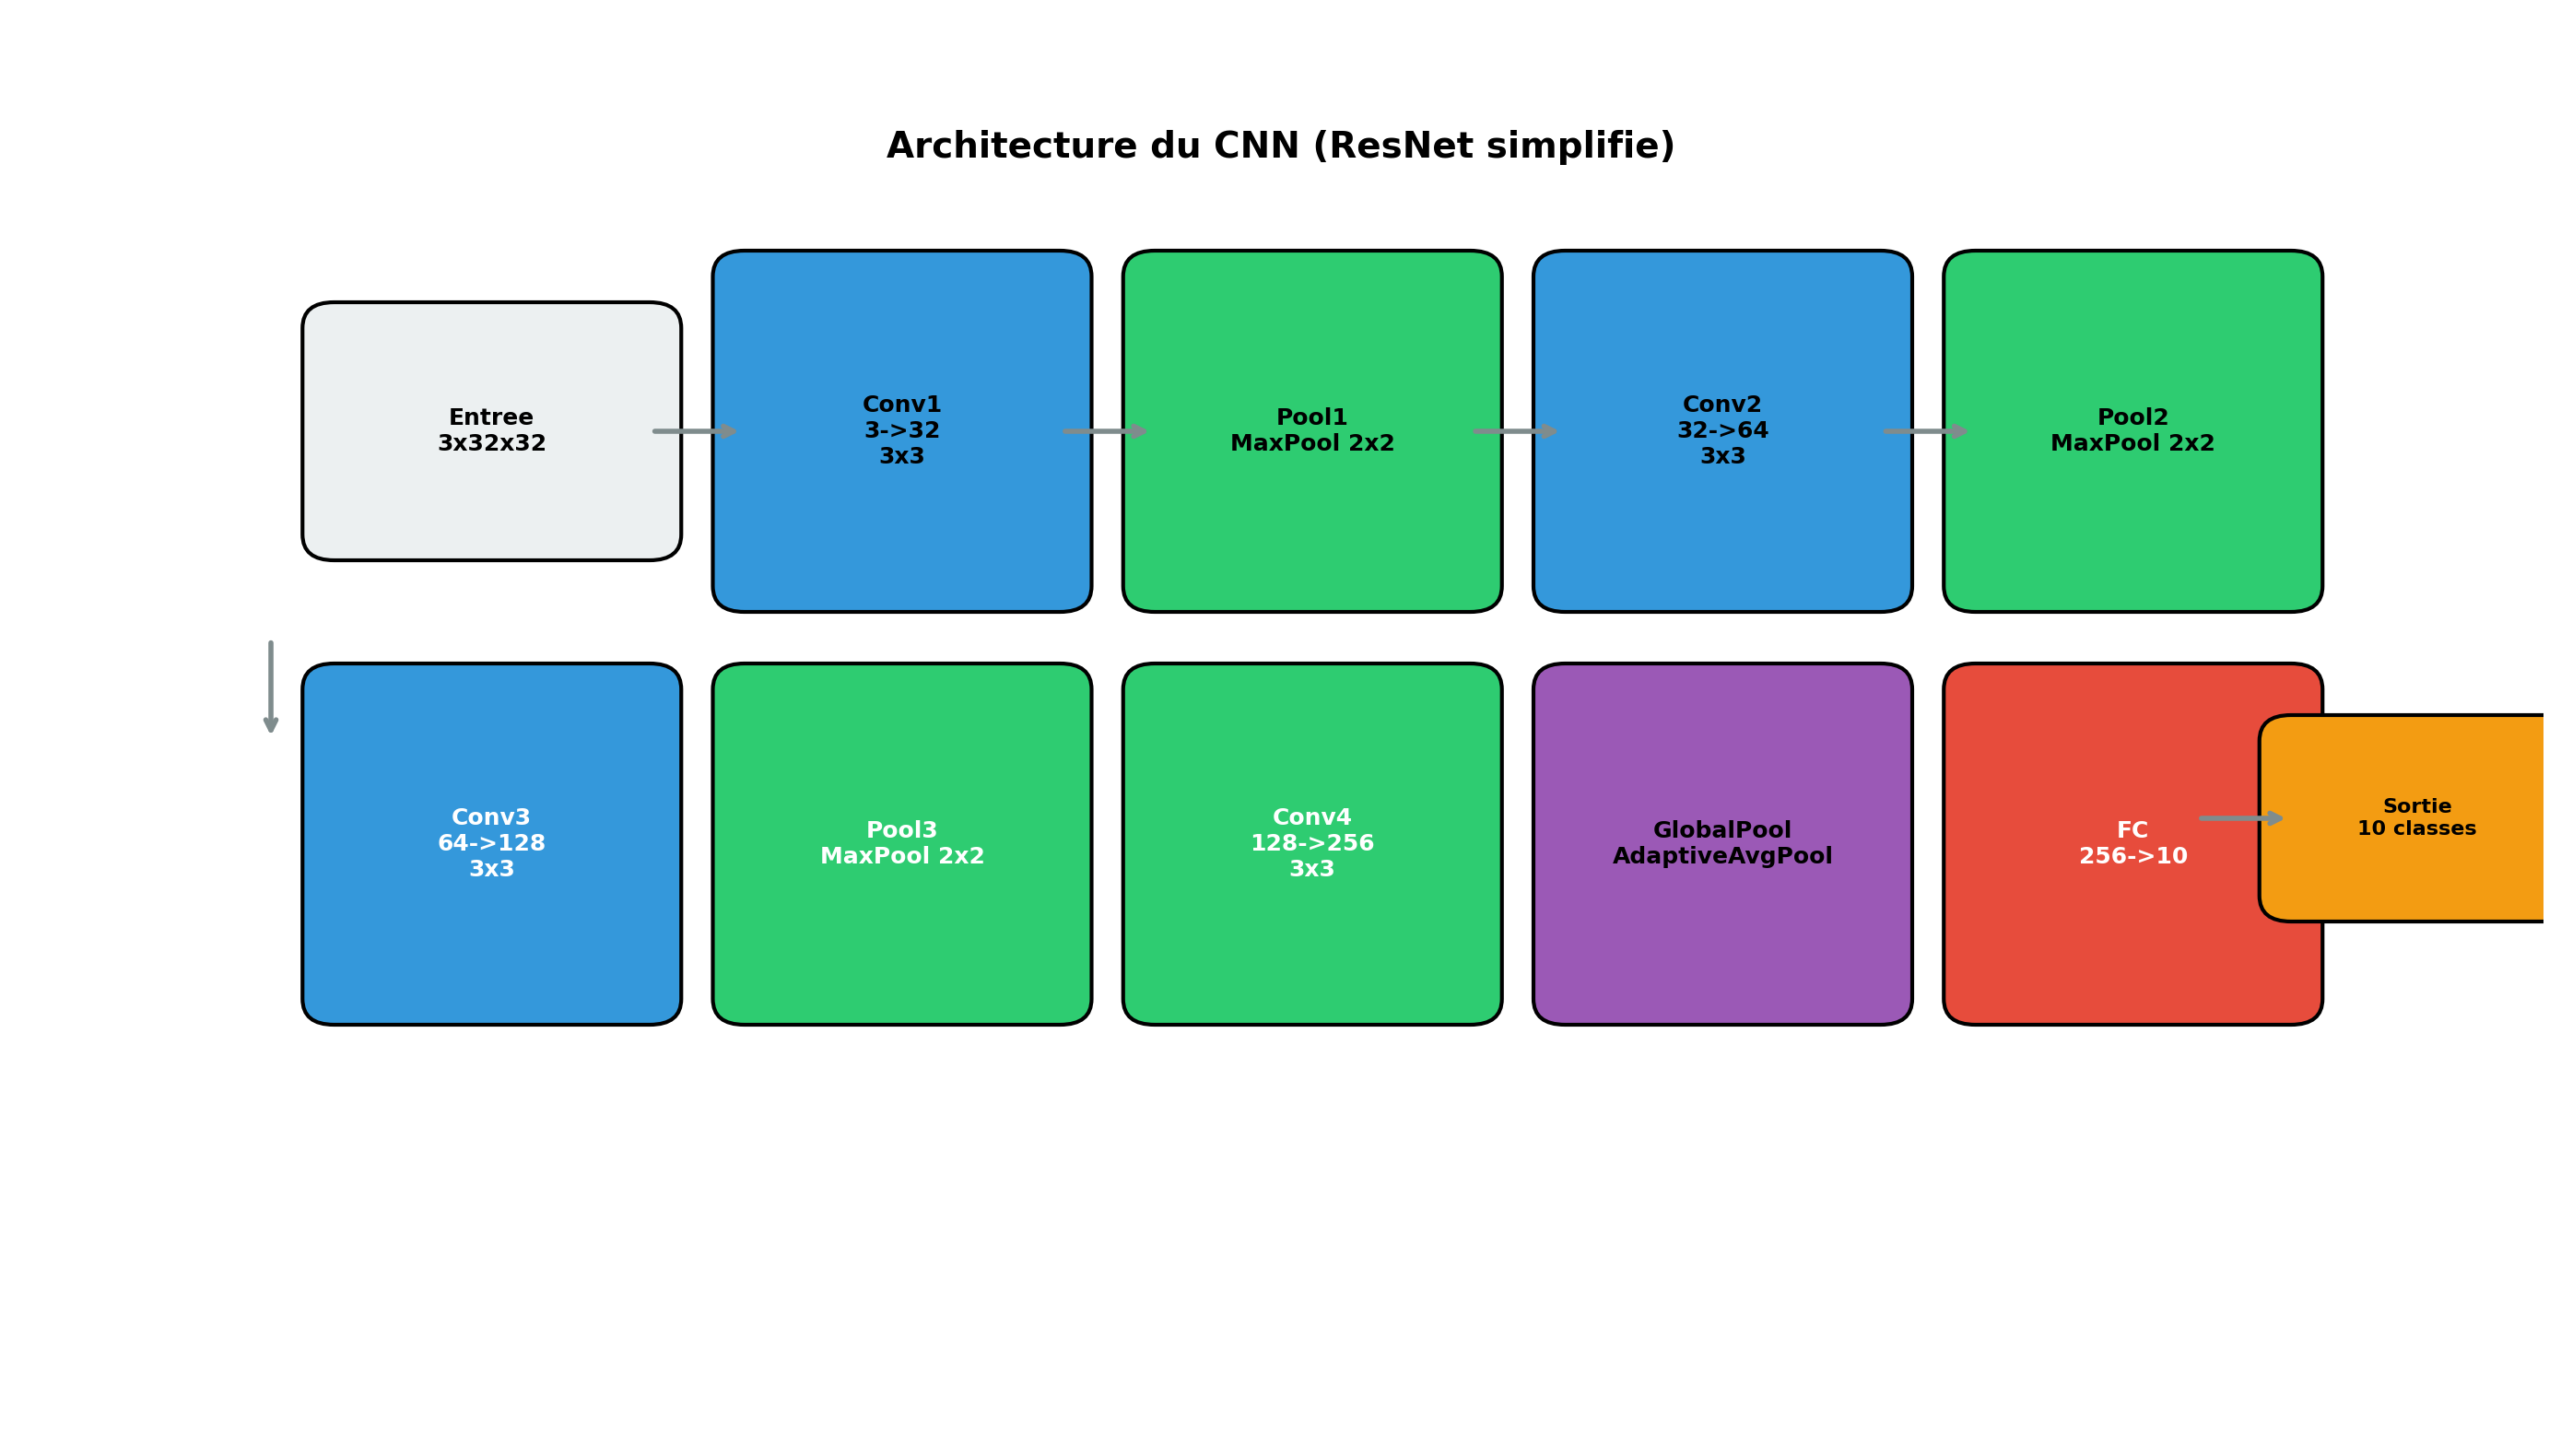 Architecture du CNN (ResNet simplifie)
Entree
3x32x32
Conv1
3->32
3x3
Pool1
MaxPool 2x2
Conv2
32->64
3x3
Pool2
MaxPool 2x2
Conv3
64->128
3x3
Pool3
MaxPool 2x2
Conv4
128->256
3x3
GlobalPool
AdaptiveAvgPool
FC
256->10
Sortie
10 classes